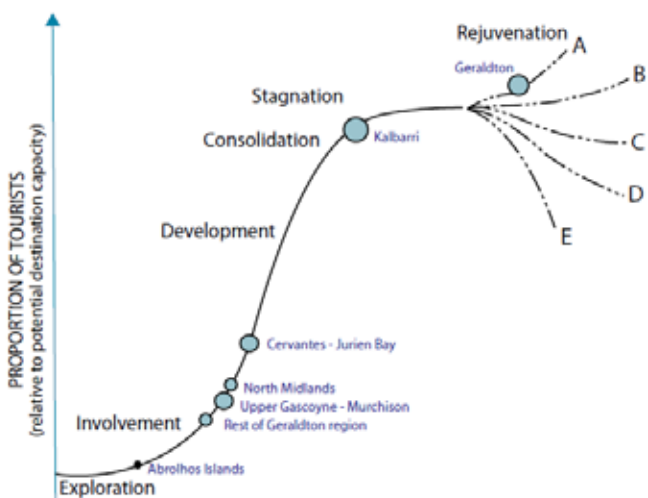 Rejuvenation
A
Geraldton
B
Stagnation
Consolidation
Kalbarri
C
D
E
Development
PROPORTION OF TOURISTS
(relative to potential destination capacity)
Cervantes - Jurien Bay
North Midlands
Upper Gascoyne - Murchison
Involvement
Rest of Geraldton region
Abrolhos Islands
Exploration